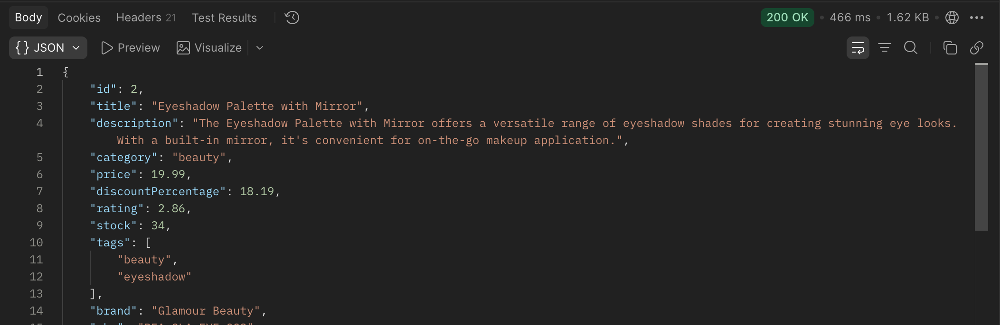 Body Cookies Headers 21 Test Results 200 OK • 466 ms • 1.62 KB •
{ } JSON Preview Visualize
1 {
2 "id": 2,
3 "title": "Eyeshadow Palette with Mirror",
4 "description": "The Eyeshadow Palette with Mirror offers a versatile range of eyeshadow shades for creating stunning eye looks.
With a built-in mirror, it's convenient for on-the-go makeup application.",
5 "category": "beauty",
6 "price": 19.99,
7 "discountPercentage": 18.19,
8 "rating": 2.86,
9 "stock": 34,
10 "tags": [
11 "beauty",
12 "eyeshadow"
13 ],
14 "brand": "Glamour Beauty",